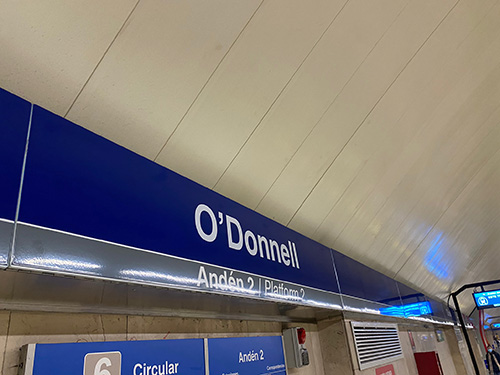 O'Donnell
Andén 2 | Platform 2
6 Circular
Andén 2